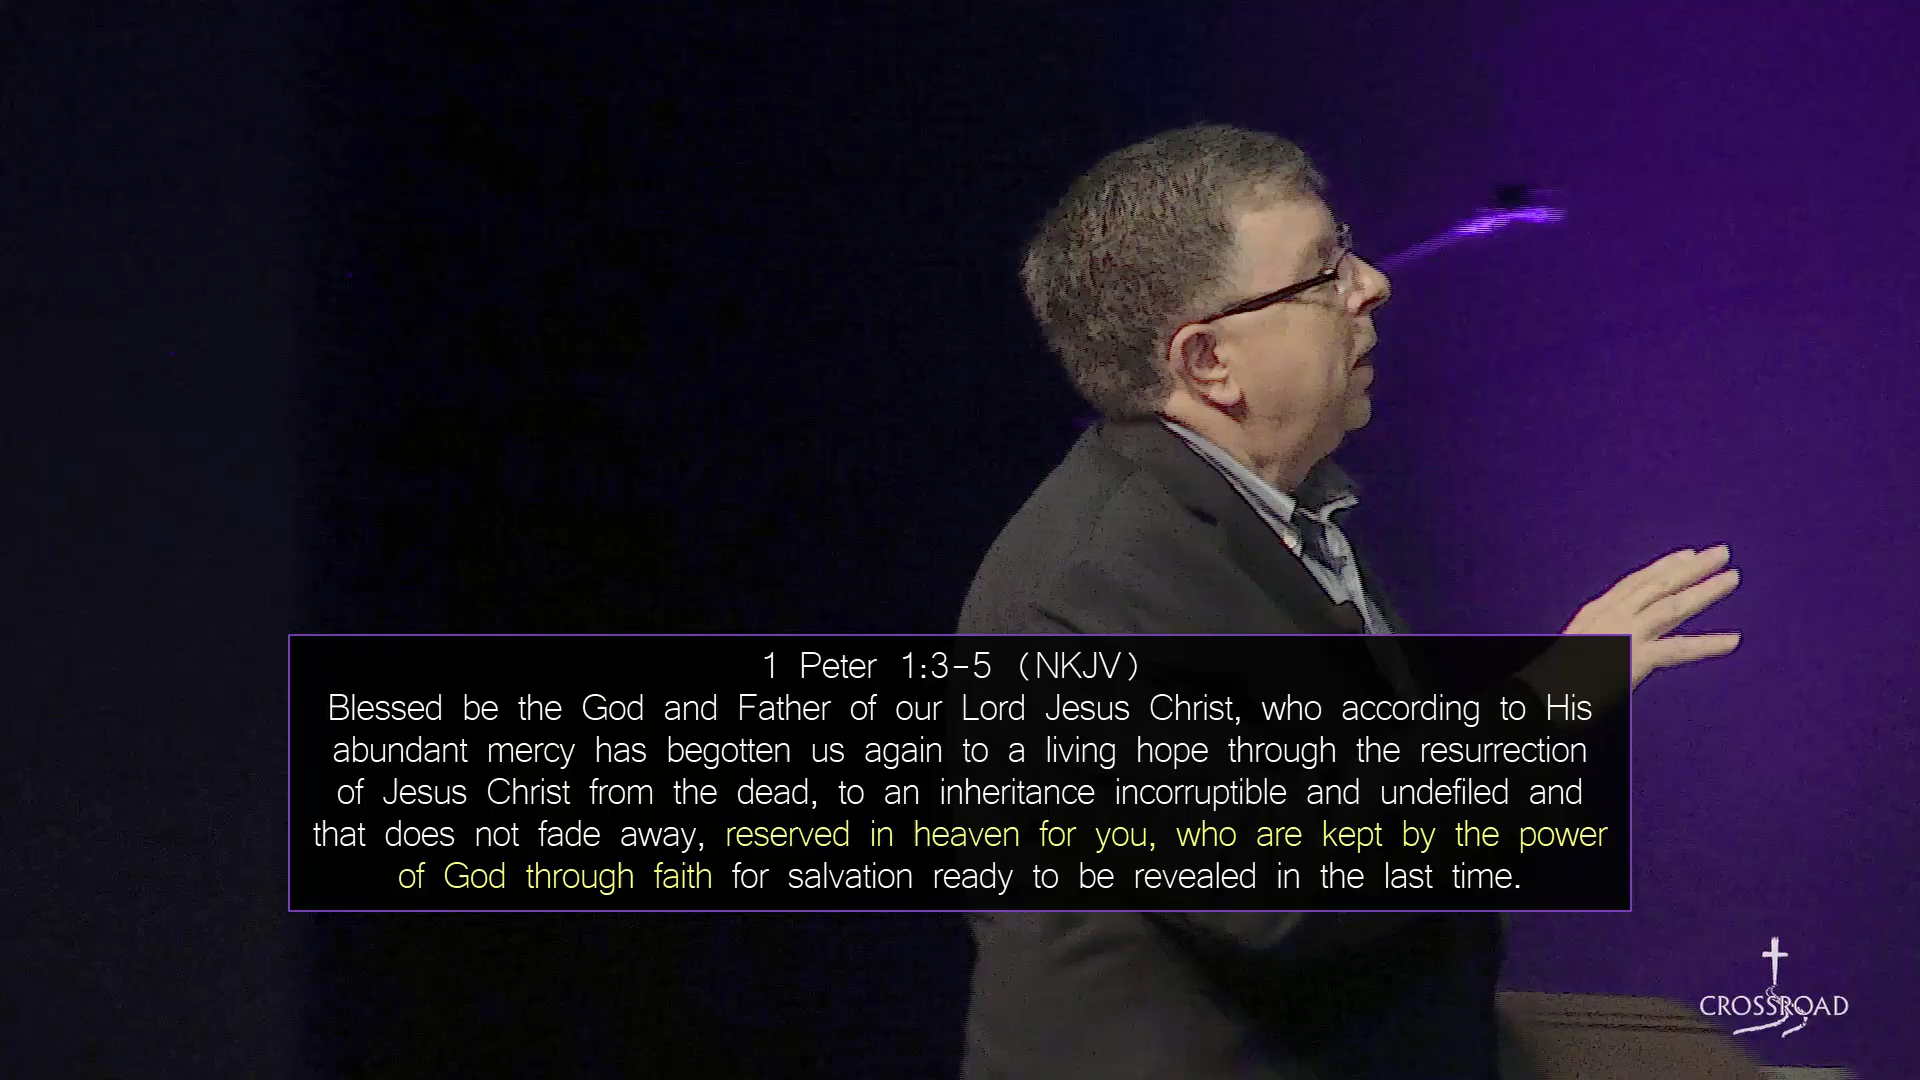 1 Peter 1:3-5 (NKJV)
Blessed be the God and Father of our Lord Jesus Christ, who according to His
abundant mercy has begotten us again to a living hope through the resurrection
of Jesus Christ from the dead, to an inheritance incorruptible and undefiled and
that does not fade away, reserved in heaven for you, who are kept by the power
of God through faith for salvation ready to be revealed in the last time.
CROSSROAD